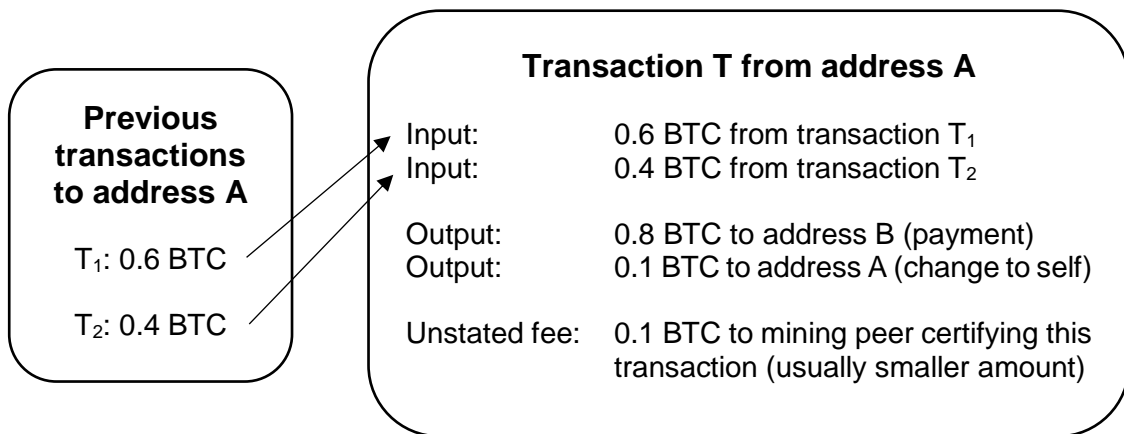 Previous
transactions
to address A
T₁: 0.6 BTC
T₂: 0.4 BTC
Transaction T from address A
Input: 0.6 BTC from transaction T₁
Input: 0.4 BTC from transaction T₂
Output: 0.8 BTC to address B (payment)
Output: 0.1 BTC to address A (change to self)
Unstated fee: 0.1 BTC to mining peer certifying this
transaction (usually smaller amount)